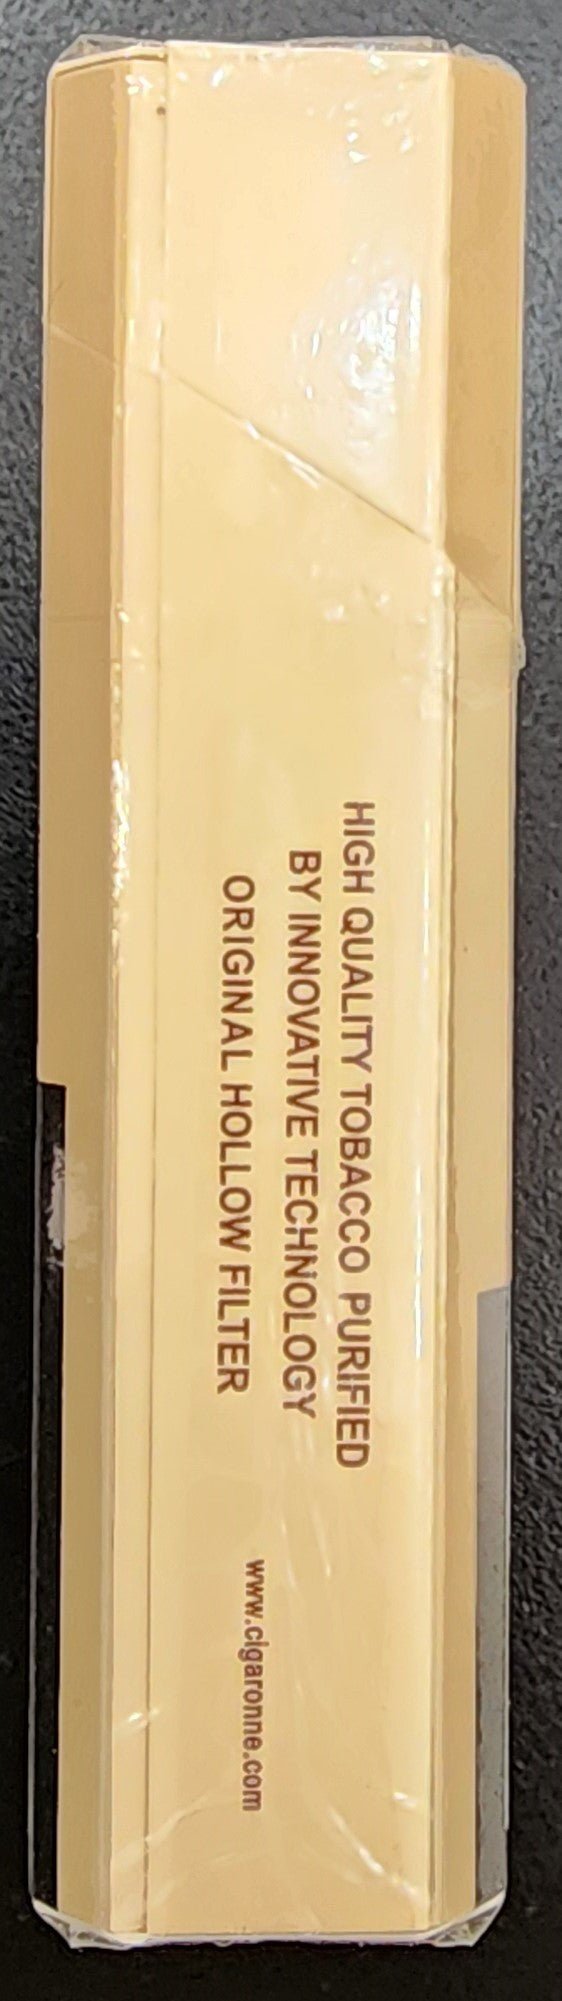 HIGH QUALITY TOBACCO PURIFIED
BY INNOVATIVE TECHNOLOGY
ORIGINAL HOLLOW FILTER
www.cigaronne.com